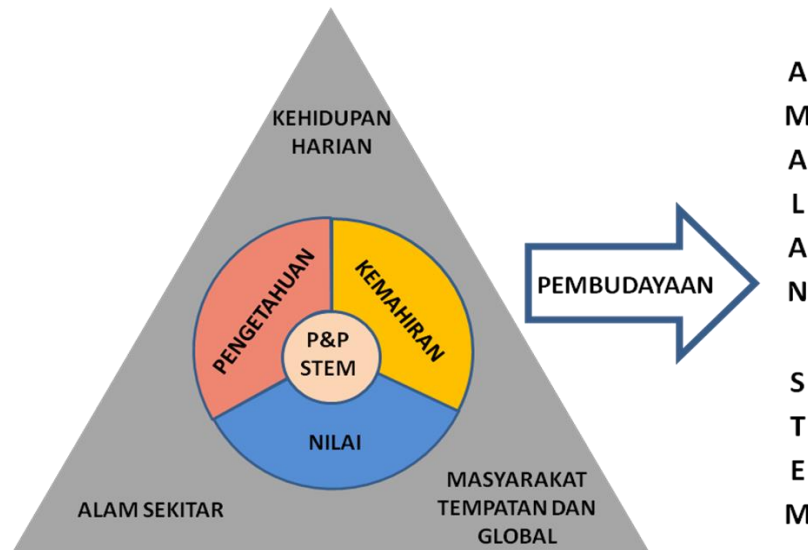 KEHIDUPAN
HARIAN
PENGETAHUAN
KEMAHIRAN
P&P
STEM
NILAI
ALAM SEKITAR
MASYARAKAT
TEMPATAN DAN
GLOBAL
PEMBUDAYAAN
A
M
A
L
A
N
S
T
E
M